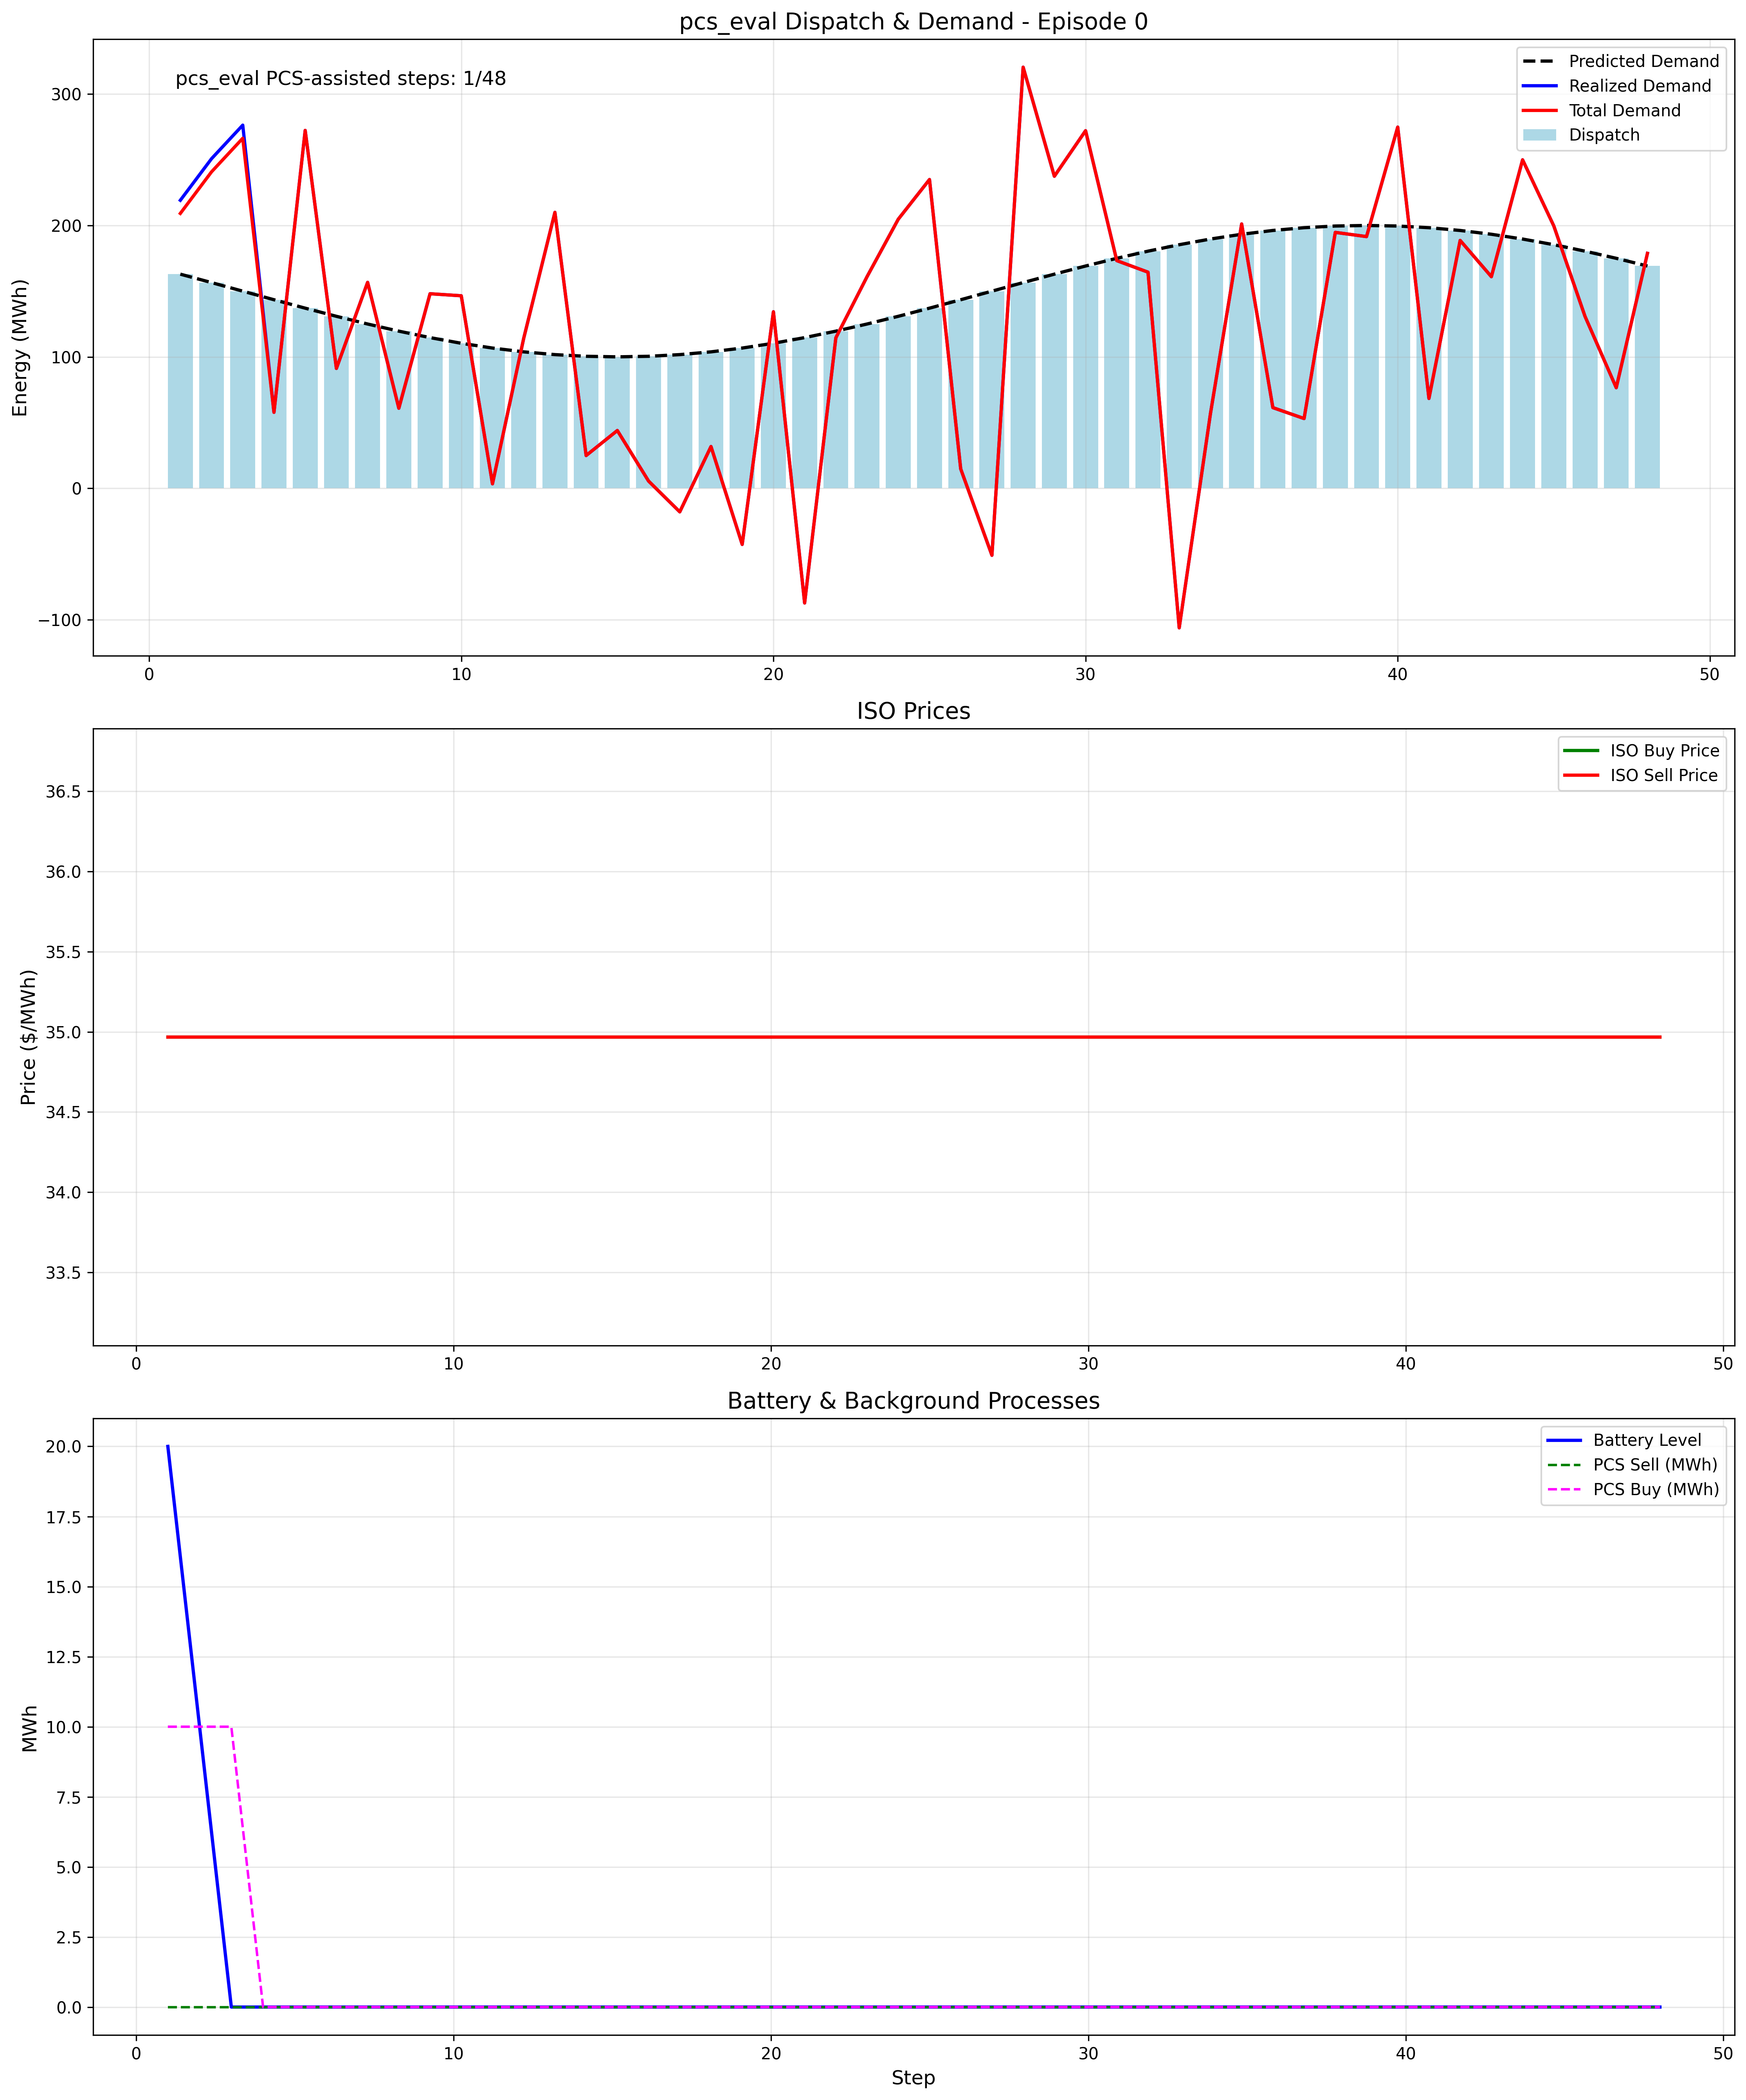 pcs_eval Dispatch & Demand - Episode 0
pcs_eval PCS-assisted steps: 1/48
Predicted Demand
Realized Demand
Total Demand
Dispatch
Energy (MWh)
300
200
100
0
−100
0 10 20 30 40 50
ISO Prices
ISO Buy Price
ISO Sell Price
Price ($/MWh)
36.5
36.0
35.5
35.0
34.5
34.0
33.5
0 10 20 30 40 50
Battery & Background Processes
Battery Level
PCS Sell (MWh)
PCS Buy (MWh)
MWh
20.0
17.5
15.0
12.5
10.0
7.5
5.0
2.5
0.0
0 10 20 30 40 50
Step